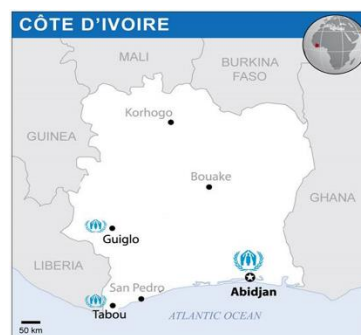 CÔTE D'IVOIRE
MALI
BURKINA
FASO
Korhogo
GUINEA
Bouake
GHANA
Guiglo
LIBERIA
San Pedro
Abidjan
Tabou
ATLANTIC OCEAN
50 km